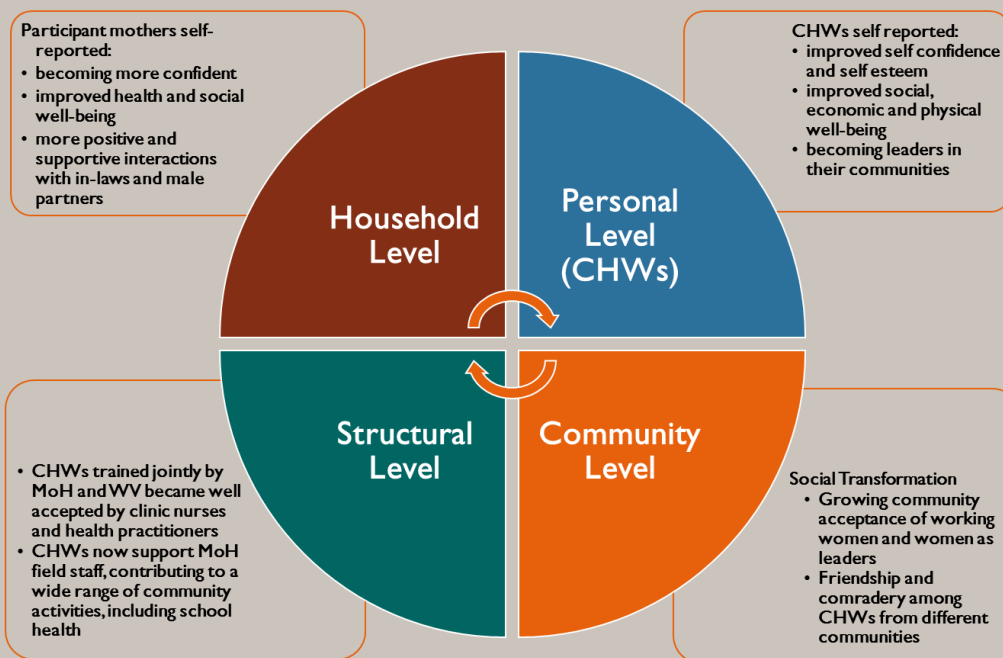 Participant mothers self-
reported:
• becoming more confident
• improved health and social
well-being
• more positive and
supportive interactions
with in-laws and male
partners
CHWs self reported:
• improved self confidence
and self esteem
• improved social,
economic and physical
well-being
• becoming leaders in
their communities
Household
Level
Personal
Level
(CHWs)
Structural
Level
Community
Level
• CHWs trained jointly by
MoH and WV became well
accepted by clinic nurses
and health practitioners
• CHWs now support MoH
field staff, contributing to a
wide range of community
activities, including school
health
Social Transformation
• Growing community
acceptance of working
women and women as
leaders
• Friendship and
comradery among
CHWs from different
communities